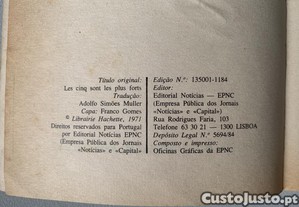 Título original:
Les cinq sont les plus forts
Tradução:
Adolfo Simões Muller
Capa: Franco Gomes
© Librairie Hachette, 1971
Direitos reservados para Portugal
por Editorial Notícias — EPNC
(Empresa Pública dos Jornais
«Notícias» e «Capital»)
Edição N.º: 135001-1184
Editor:
Editorial Notícias — EPNC
(Empresa Pública dos Jornais
«Notícias» e «Capital»)
Rua Rodrigues Faria, 103
Telefone 63 30 21 — 1300 LISBOA
Depósito Legal N.º 5694/84
Composto e impresso:
Oficinas Gráficas da EPNC
CustoJusto.pt